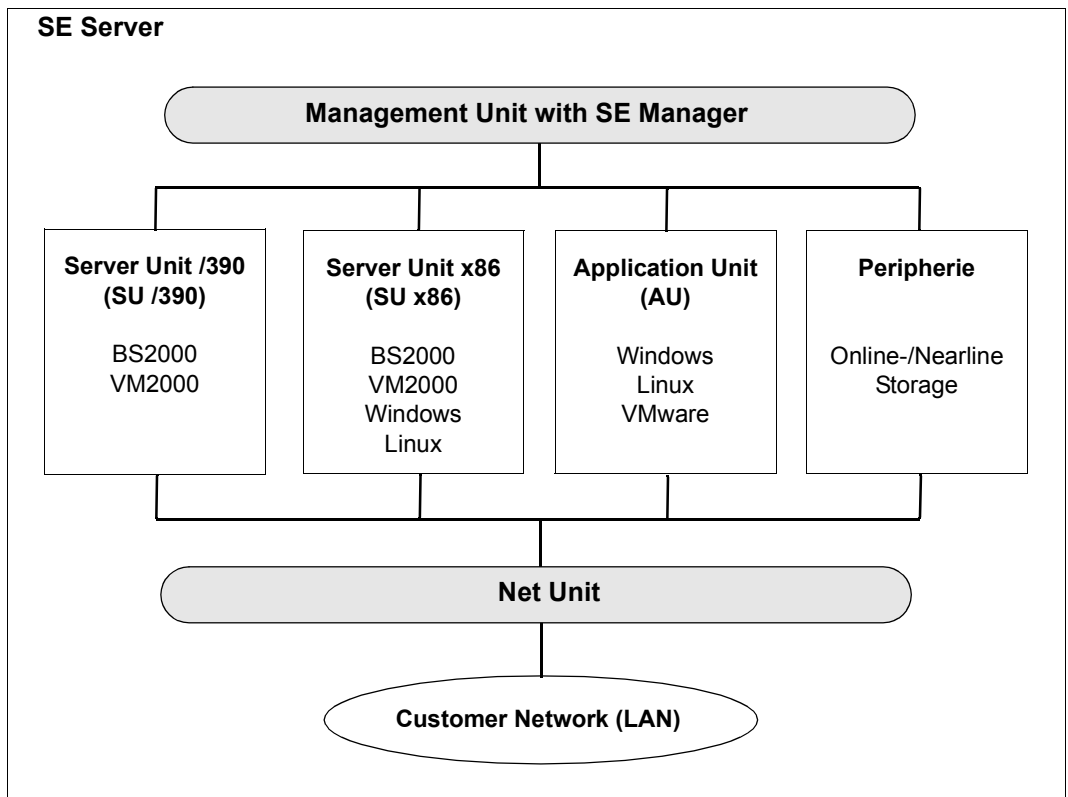 SE Server
Management Unit with SE Manager
Server Unit /390
(SU /390)
BS2000
VM2000
Server Unit x86
(SU x86)
BS2000
VM2000
Windows
Linux
Application Unit
(AU)
Windows
Linux
VMware
Peripherie
Online-/Nearline
Storage
Net Unit
Customer Network (LAN)